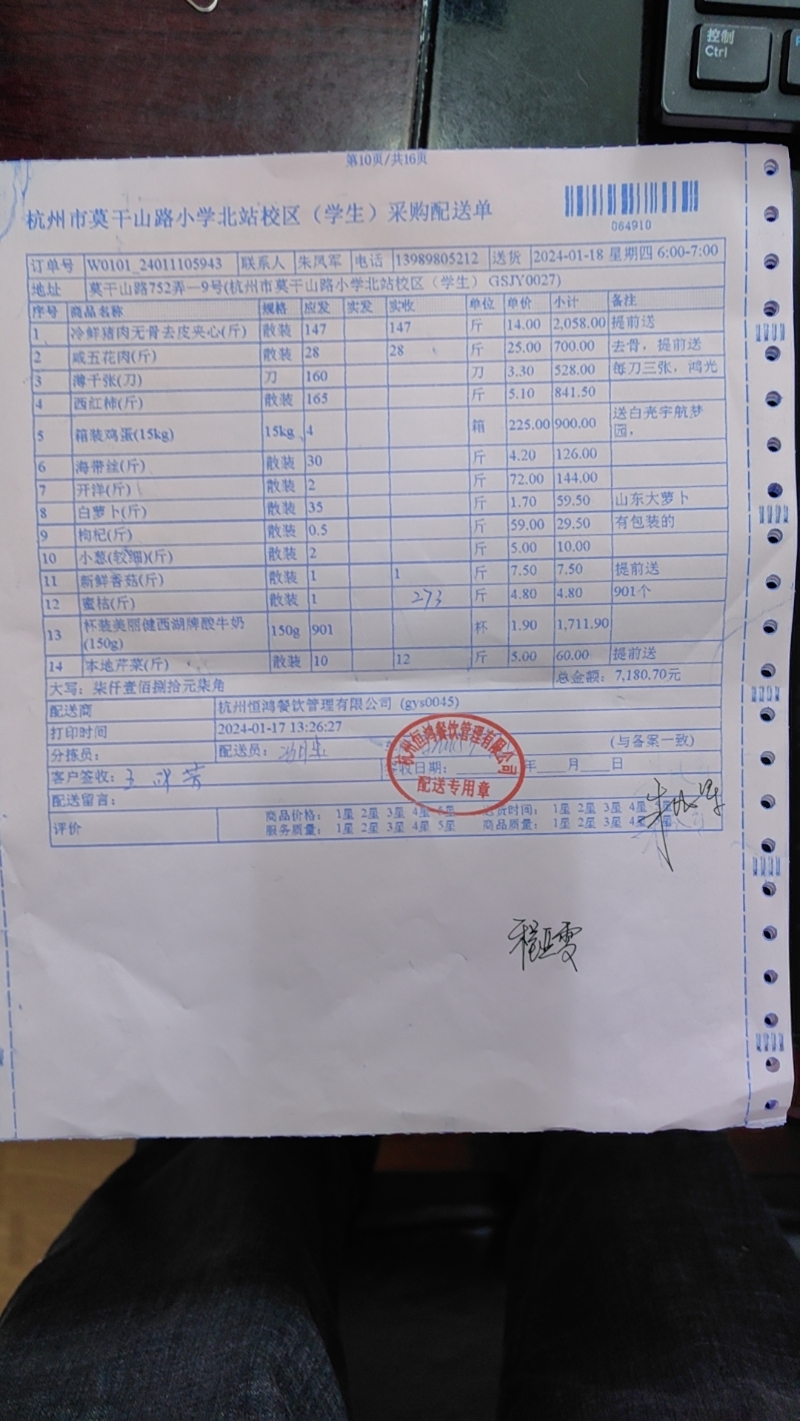 控制
Ctrl
第10页/共16页
杭州市莫干山路小学北站校区（学生）采购配送单
064910
订单号 W0101_24011105943 联系人 朱凤军 电话 13989805212 送货 2024-01-18 星期四 6:00-7:00
地址 莫干山路752弄一9号(杭州市莫干山路小学北站校区（学生）GSJY0027)
序号 商品名称 规格 应发 实发 实收 单位 单价 小计 备注
1 冷鲜猪肉无骨去皮夹心(斤) 散装 147 147 斤 14.00 2,058.00 提前送
2 咸五花肉(斤) 散装 28 28 斤 25.00 700.00 去骨，提前送
3 薄千张(刀) 刀 160 刀 3.30 528.00 每刀三张，鸿光
4 西红柿(斤) 散装 165 斤 5.10 841.50
5 箱装鸡蛋(15kg) 15kg 4 箱 225.00 900.00 送白亮宇航梦园，
6 海带丝(斤) 散装 30 斤 4.20 126.00
7 开洋(斤) 散装 2 斤 72.00 144.00
8 白萝卜(斤) 散装 35 斤 1.70 59.50 山东大萝卜
9 枸杞(斤) 散装 0.5 斤 59.00 29.50 有包装的
10 小葱(较细)(斤) 散装 2 斤 5.00 10.00
11 新鲜香菇(斤) 散装 1 1 斤 7.50 7.50 提前送
12 蜜桔(斤) 散装 1 273 斤 4.80 4.80 901个
13 杯装美丽健西湖牌酸牛奶(150g) 150g 901 杯 1.90 1,711.90
14 本地芹菜(斤) 散装 10 12 斤 5.00 60.00 提前送
大写：柒仟壹佰捌拾元柒角 总金额：7,180.70元
配送商 杭州恒鸿餐饮管理有限公司 (gys0045)
打印时间 2024-01-17 13:26:27
分拣员： 配送员： (与备案一致)
客户签收： 收日期： 年 月 日
杭州恒鸿餐饮管理有限公司
配送专用章
配送留言：
评价 商品价格： 1星 2星 3星 4星 5星 送货时间： 1星 2星 3星 4星
服务质量： 1星 2星 3星 4星 5星 商品质量： 1星 2星 3星 4星